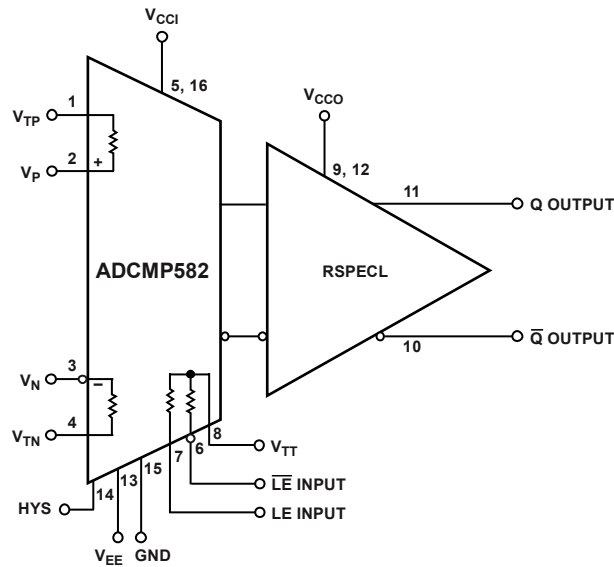 VCCI
5, 16
VTP
1
VP
2
+
VCCO
9, 12
11
Q OUTPUT
ADCMP582
RSPECL
Q̅ OUTPUT
10
VN
3
–
4
VTN
8
VTT
6
7
L̅E̅ INPUT
LE INPUT
15
13
14
HYS
VEE
GND